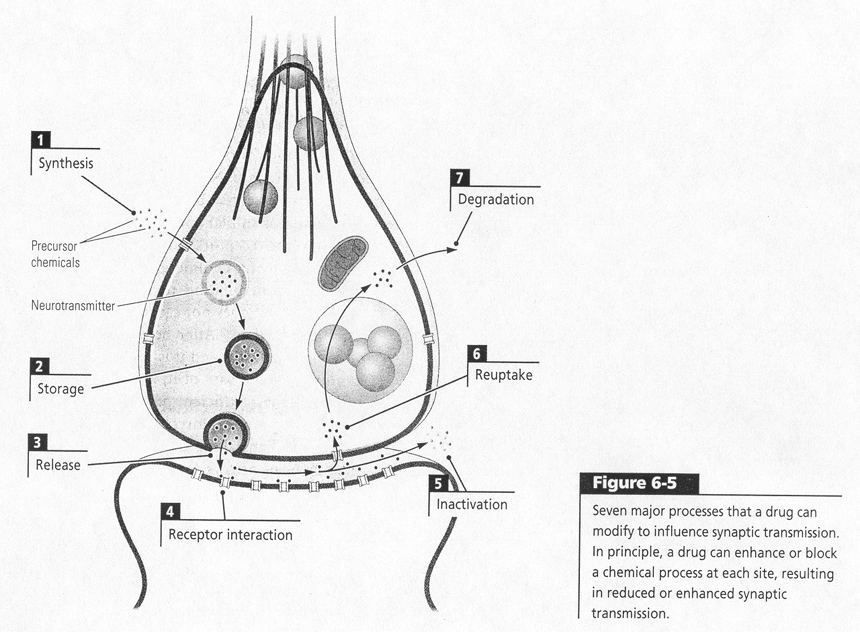 1
Synthesis
Precursor
chemicals
Neurotransmitter
2
Storage
3
Release
4
Receptor interaction
5
Inactivation
6
Reuptake
7
Degradation
Figure 6-5
Seven major processes that a drug can
modify to influence synaptic transmission.
In principle, a drug can enhance or block
a chemical process at each site, resulting
in reduced or enhanced synaptic
transmission.